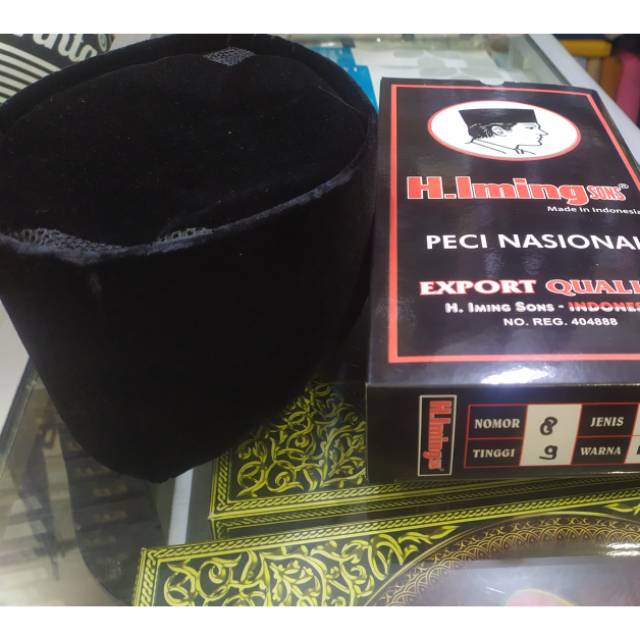 H.Iming SONS®
Made In Indonesia
PECI NASIONAL
EXPORT QUALI
H. IMING SONS - INDONES
NO. REG. 404888
H.Imings
NOMOR 8 JENIS
TINGGI 9 WARNA